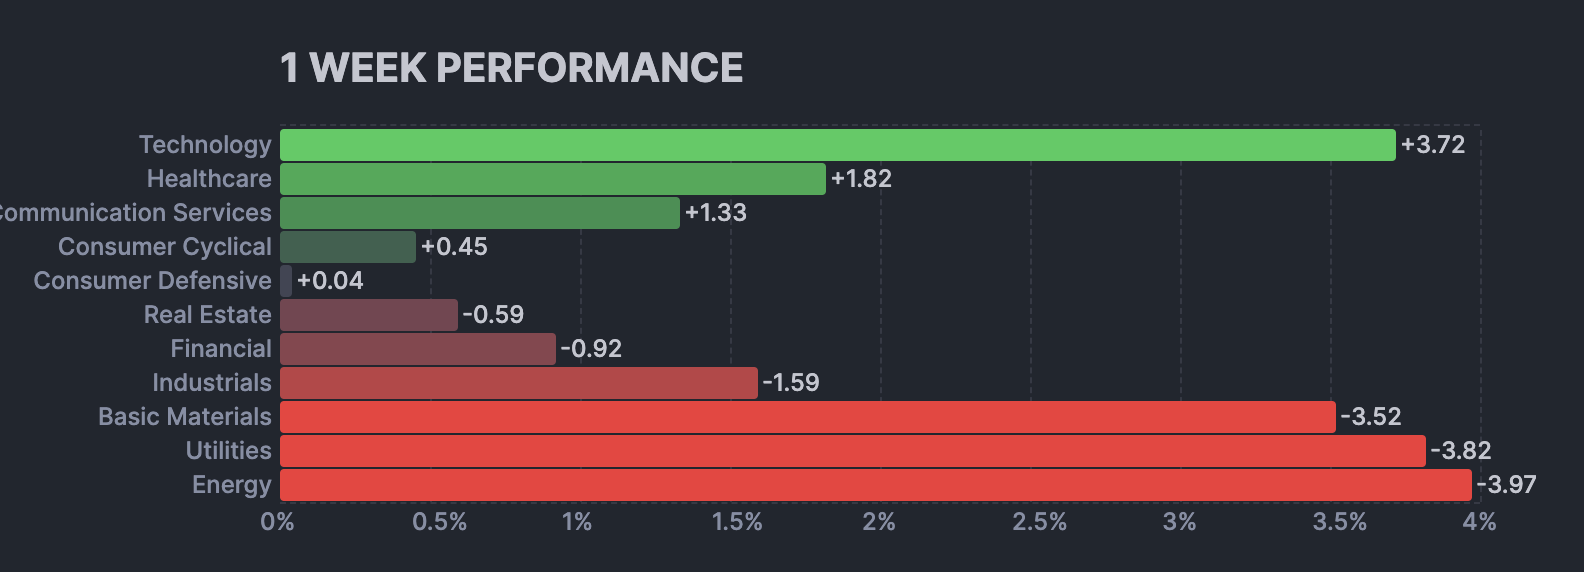 1 WEEK PERFORMANCE
Technology +3.72
Healthcare +1.82
ommunication Services +1.33
Consumer Cyclical +0.45
Consumer Defensive +0.04
Real Estate -0.59
Financial -0.92
Industrials -1.59
Basic Materials -3.52
Utilities -3.82
Energy -3.97
0% 0.5% 1% 1.5% 2% 2.5% 3% 3.5% 4%